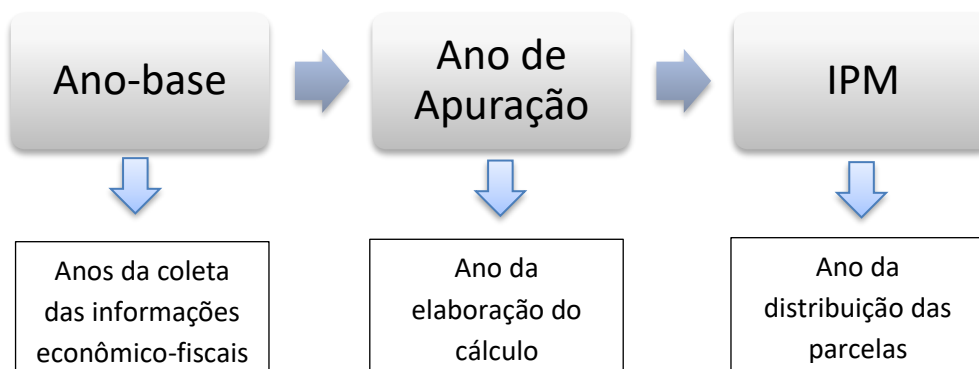 Ano-base
Ano de
Apuração
IPM
Anos da coleta
das informações
econômico-fiscais
Ano da
elaboração do
cálculo
Ano da
distribuição das
parcelas